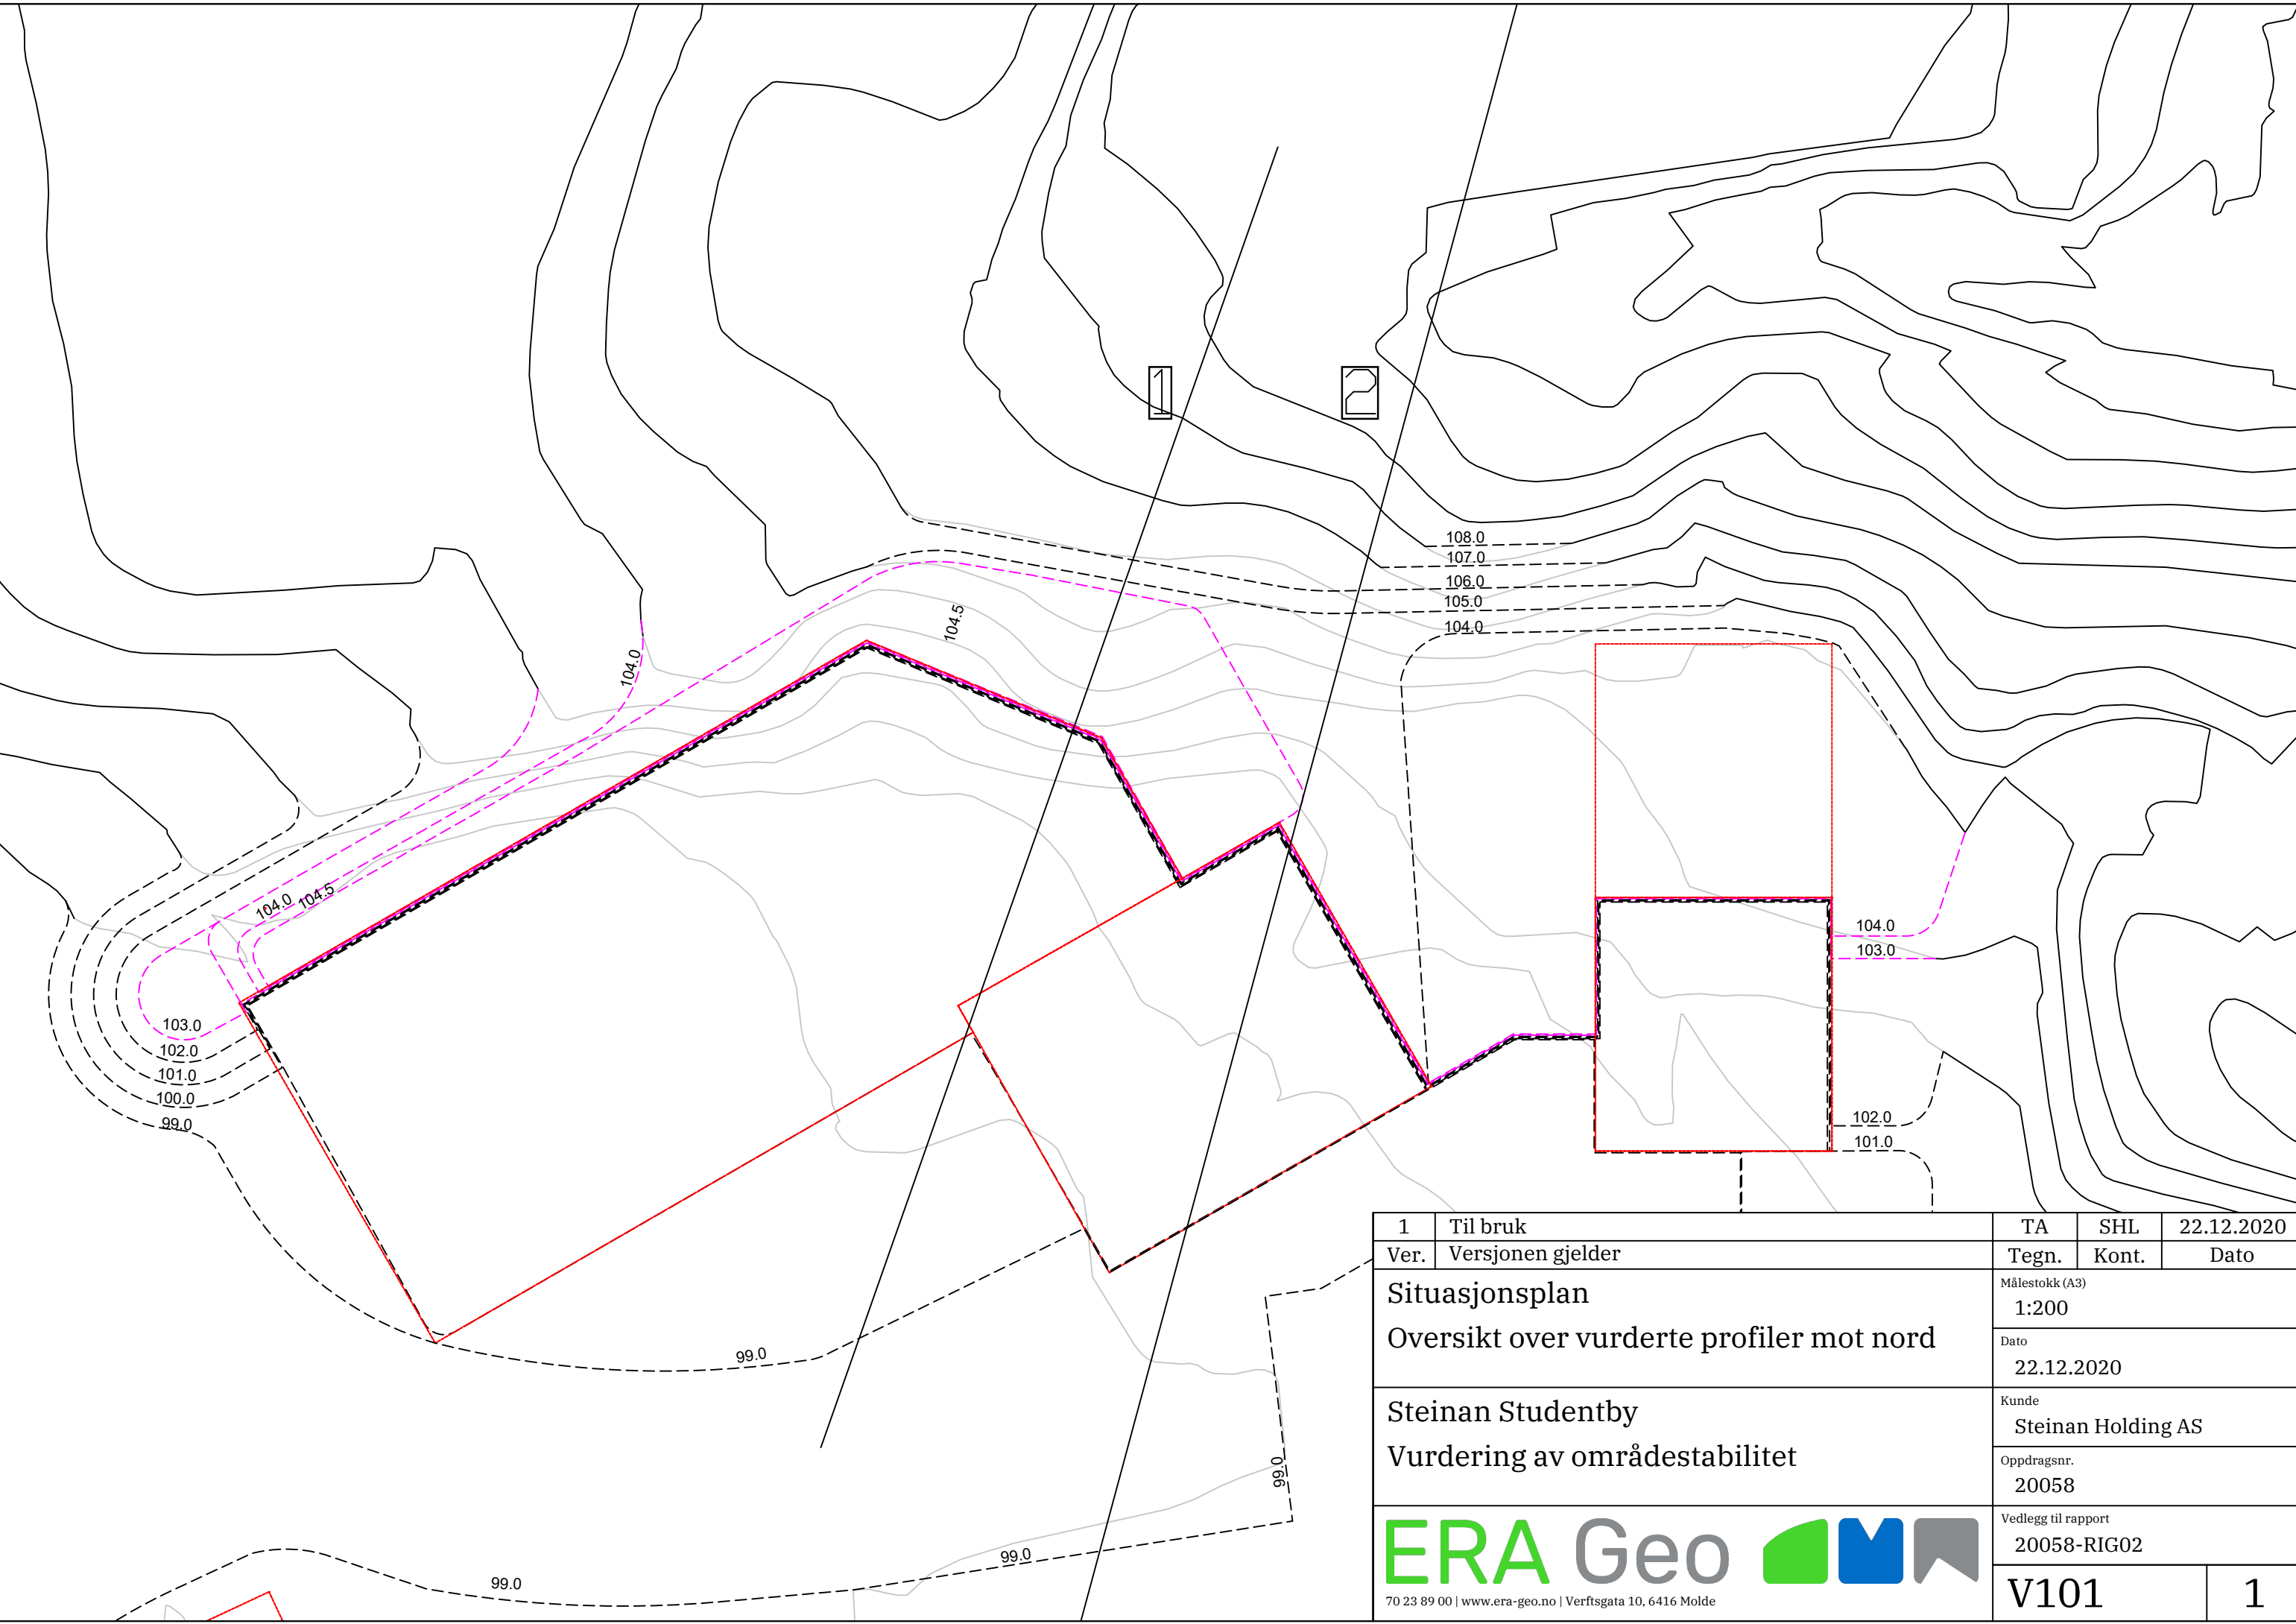 1
2
108.0
107.0
106.0
105.0
104.0
104.5
104.0
104.0
104.5
104.0
103.0
103.0
102.0
101.0
100.0
99.0
102.0
101.0
99.0
99.0
99.0
99.0
1 Til bruk TA SHL 22.12.2020
Ver. Versjonen gjelder Tegn. Kont. Dato
Situasjonsplan
Oversikt over vurderte profiler mot nord
Målestokk (A3)
1:200
Dato
22.12.2020
Steinan Studentby
Vurdering av områdestabilitet
Kunde
Steinan Holding AS
Oppdragsnr.
20058
ERA Geo
70 23 89 00 | www.era-geo.no | Verftsgata 10, 6416 Molde
Vedlegg til rapport
20058-RIG02
V101 1